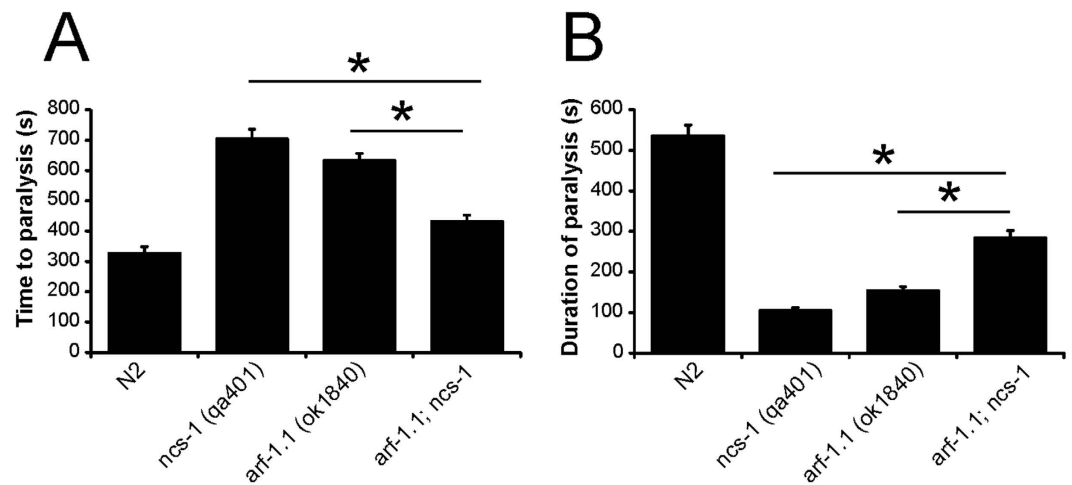 A
Time to paralysis (s)
800
700
600
500
400
300
200
100
0
*
*
N2
ncs-1 (qa401)
arf-1.1 (ok1840)
arf-1.1; ncs-1
B
Duration of paralysis (s)
600
500
400
300
200
100
0
*
*
N2
ncs-1 (qa401)
arf-1.1 (ok1840)
arf-1.1; ncs-1